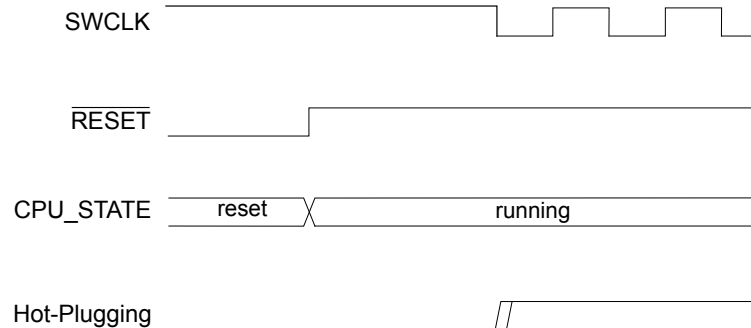 SWCLK
RESET
CPU_STATE reset running
Hot-Plugging